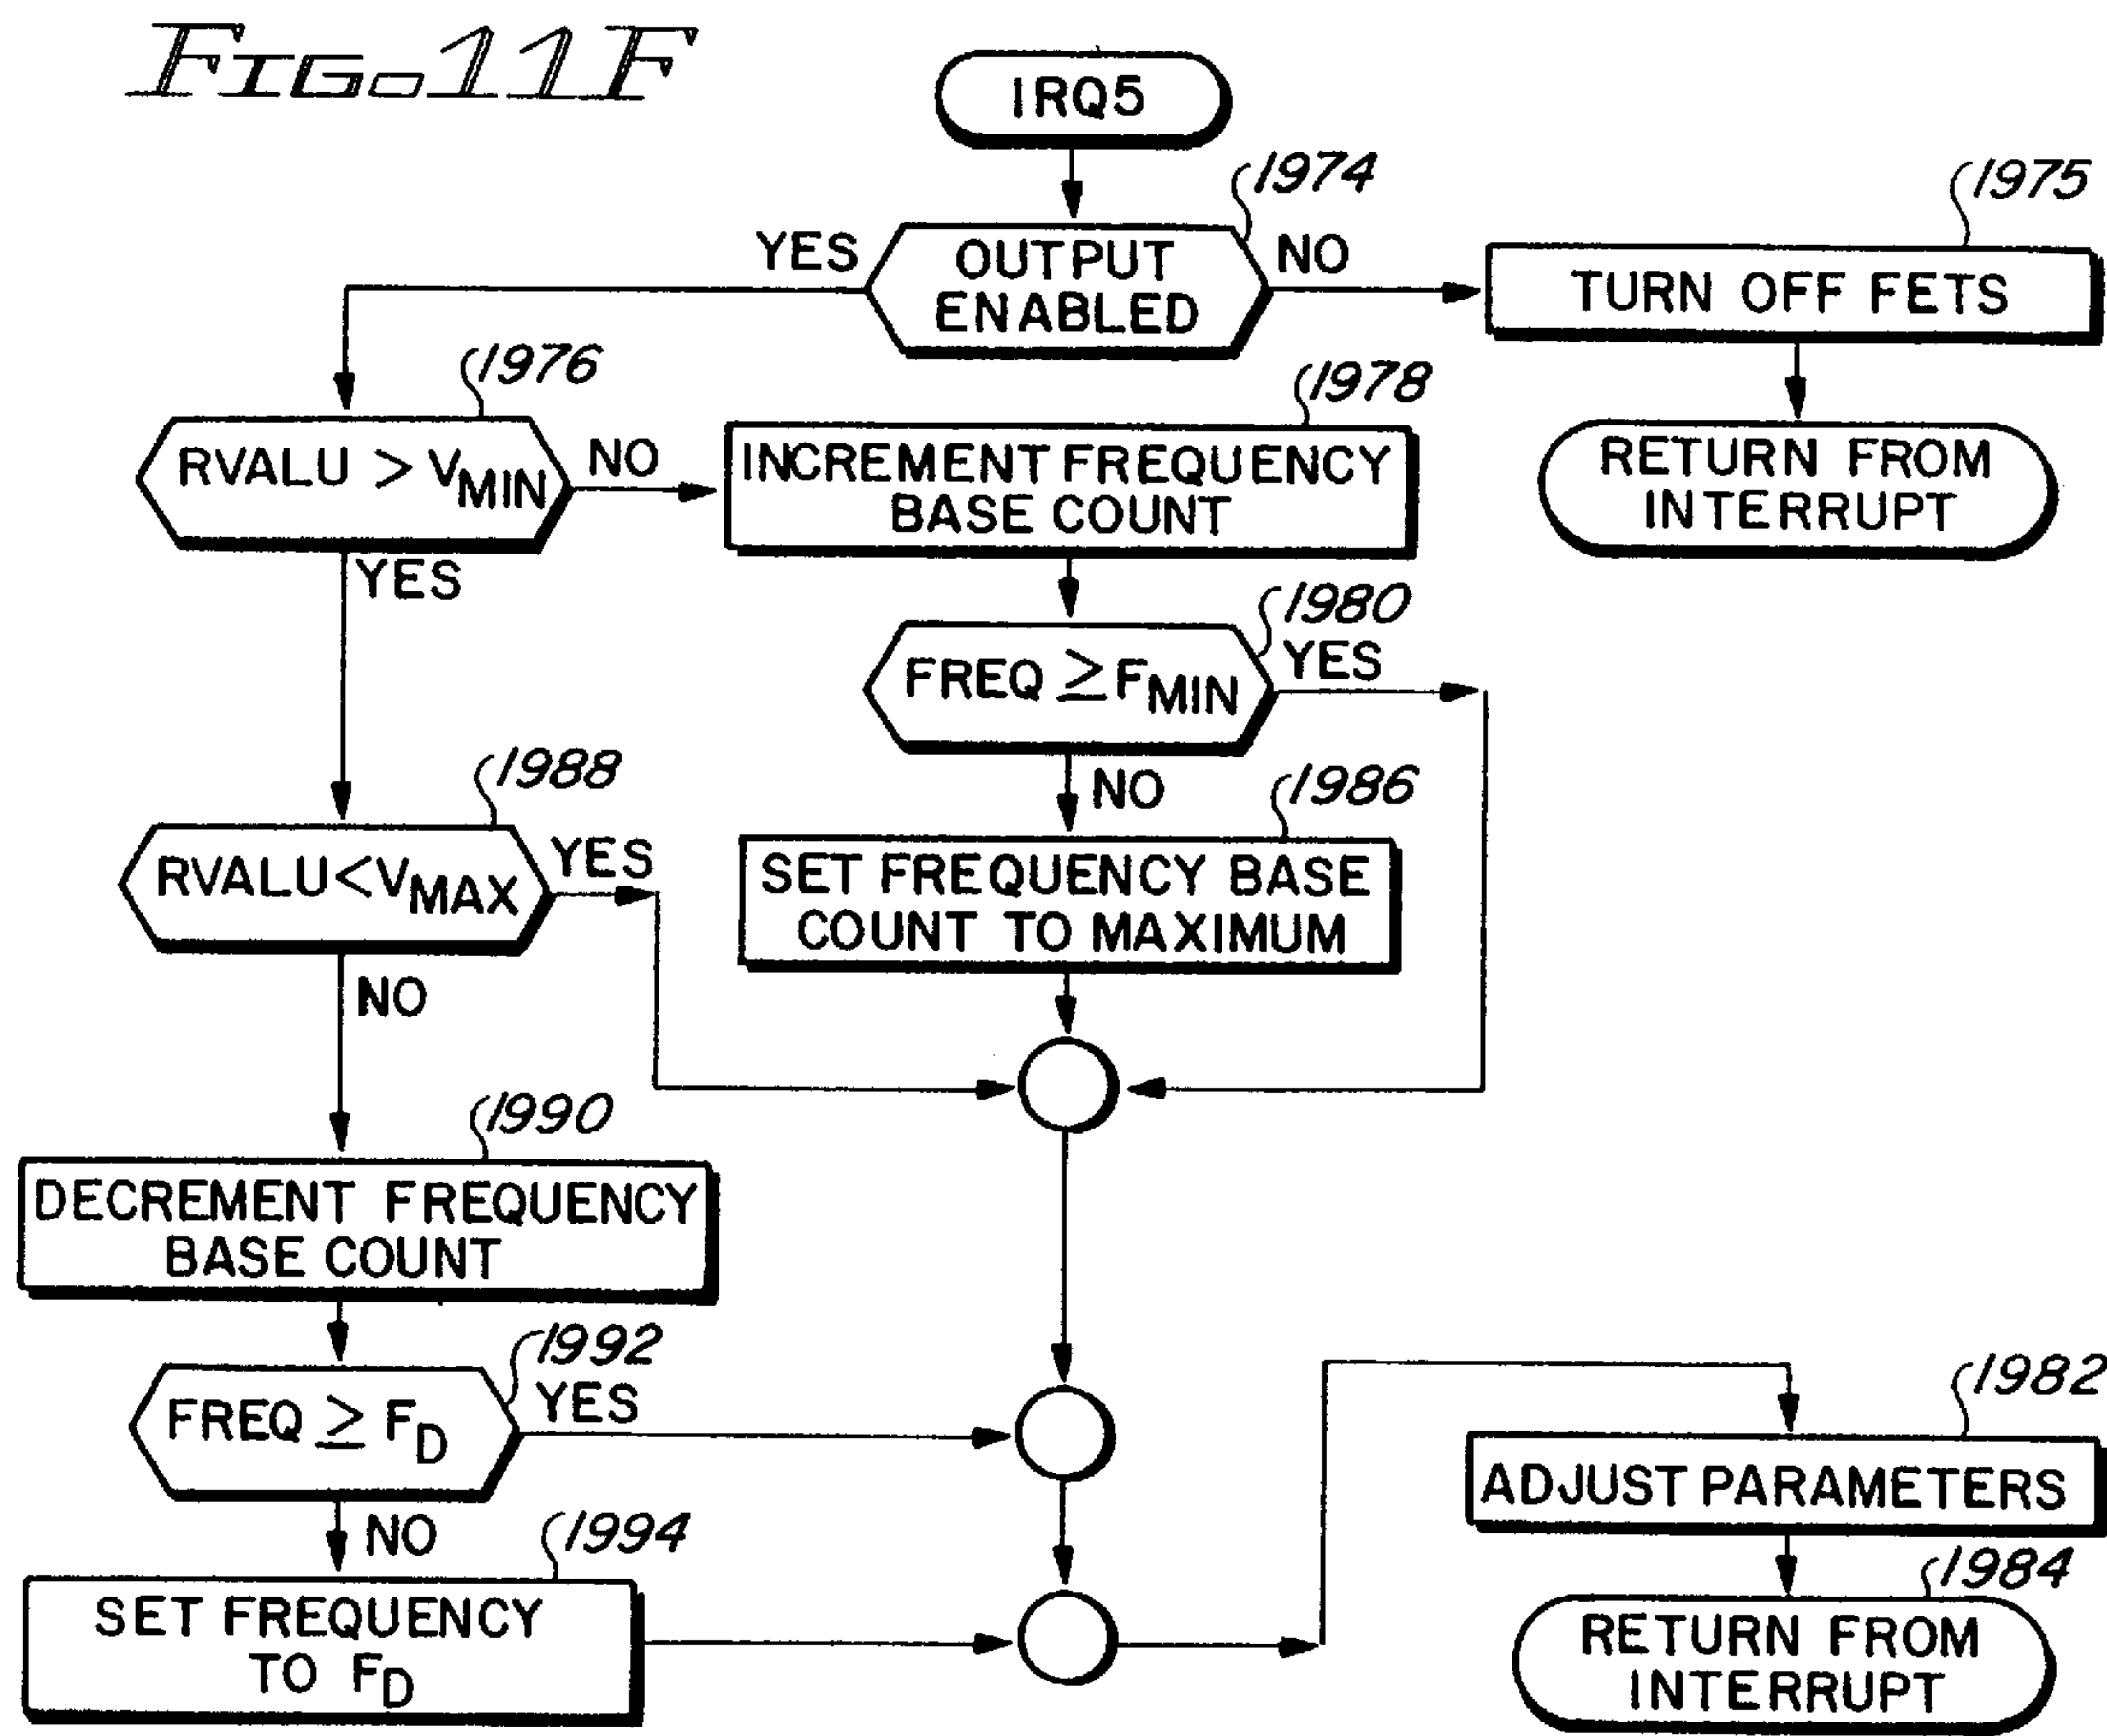 FIG. 11F
IRQ5
1974
1975
YES
OUTPUT
ENABLED
NO
TURN OFF FETS
1976
1978
RETURN FROM
INTERRUPT
RVALU > VMIN
NO
INCREMENT FREQUENCY
BASE COUNT
YES
1980
FREQ ≥ FMIN
YES
1988
NO
1986
RVALU < VMAX
YES
SET FREQUENCY BASE
COUNT TO MAXIMUM
NO
1990
DECREMENT FREQUENCY
BASE COUNT
1992
FREQ ≥ FD
YES
1982
ADJUST PARAMETERS
NO
1994
1984
SET FREQUENCY
TO FD
RETURN FROM
INTERRUPT